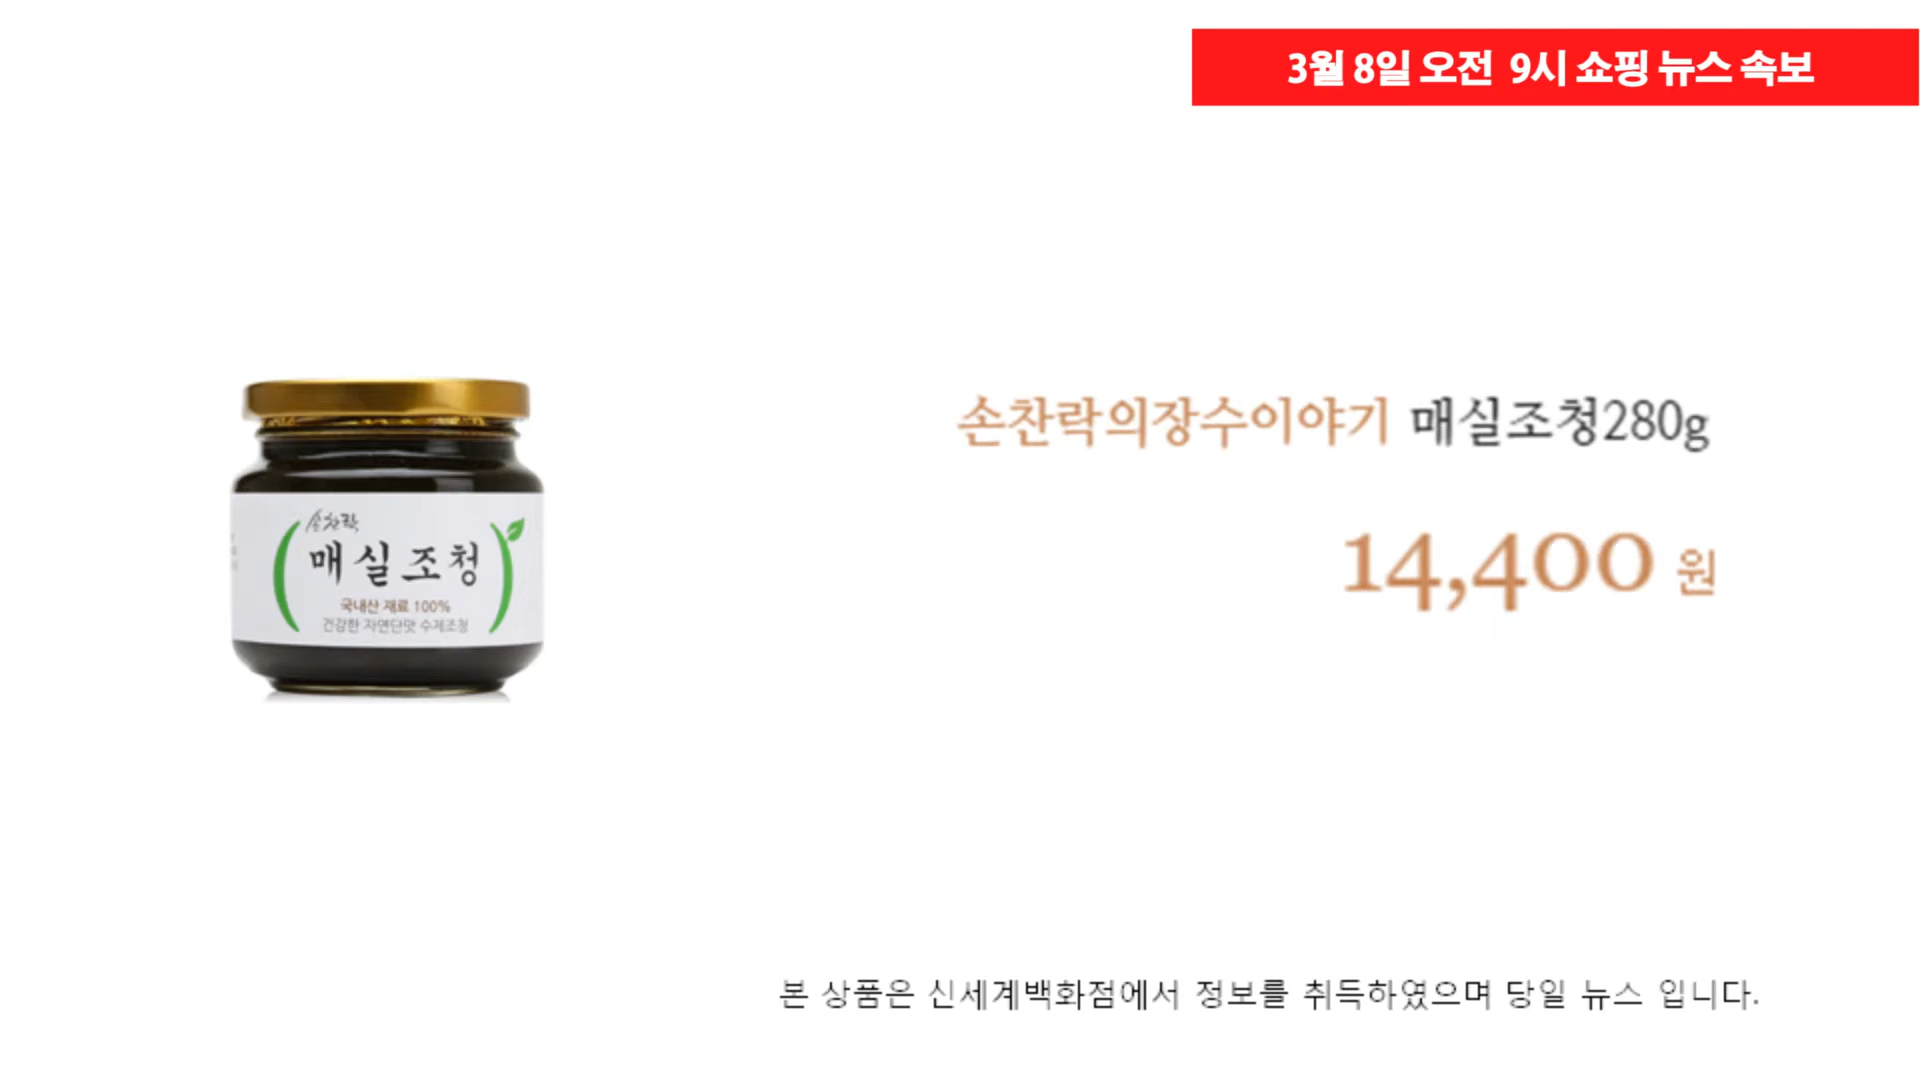 3월 8일 오전 9시 쇼핑 뉴스 속보
손찬락의장수이야기 매실조청280g
14,400 원
손찬락
매실조청
국내산 재료 100%
건강한 자연단맛 수제조청
본 상품은 신세계백화점에서 정보를 취득하였으며 당일 뉴스 입니다.